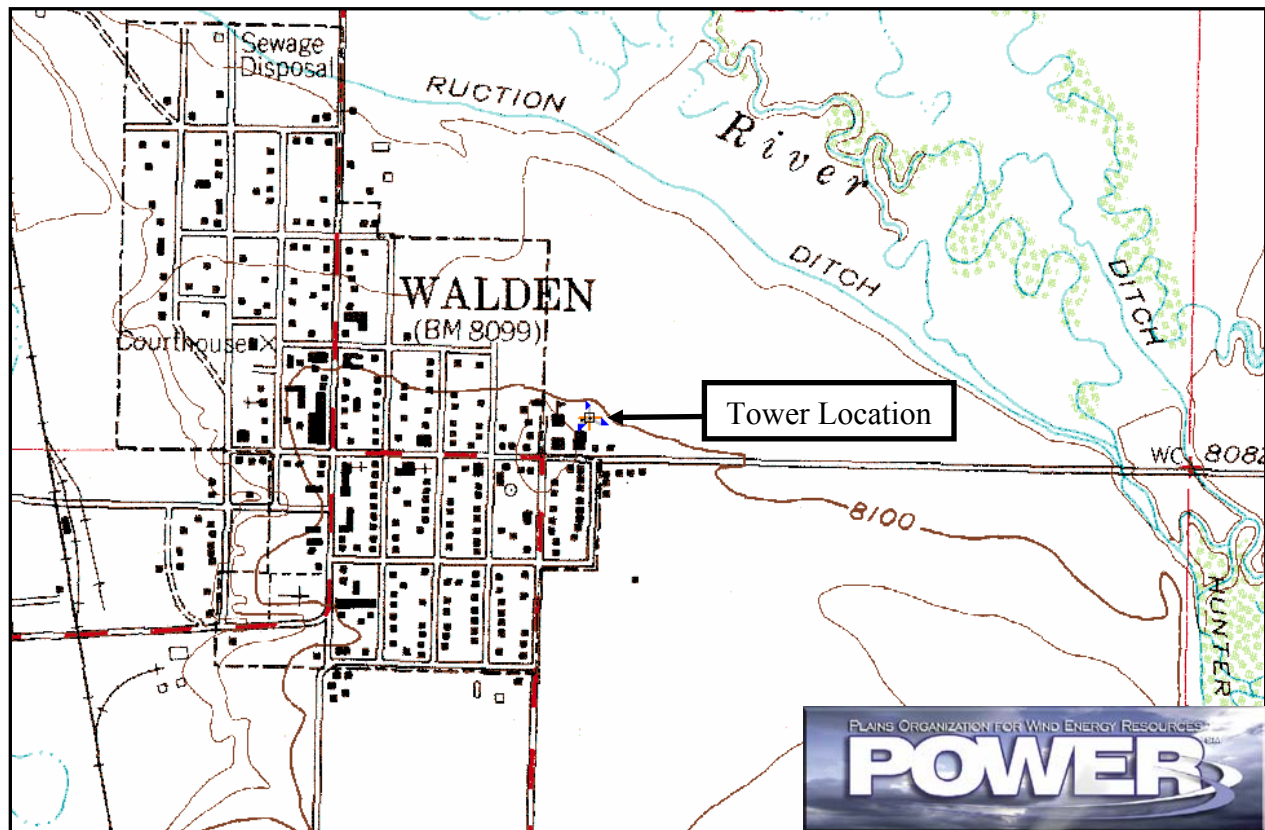 Sewage
Disposal
RUCTION
River
DITCH
DITCH
WALDEN
(BM 8099)
Courthouse
Tower Location
8100
HUNTER
PLAINS ORGANIZATION FOR WIND ENERGY RESOURCES
POWER
SM